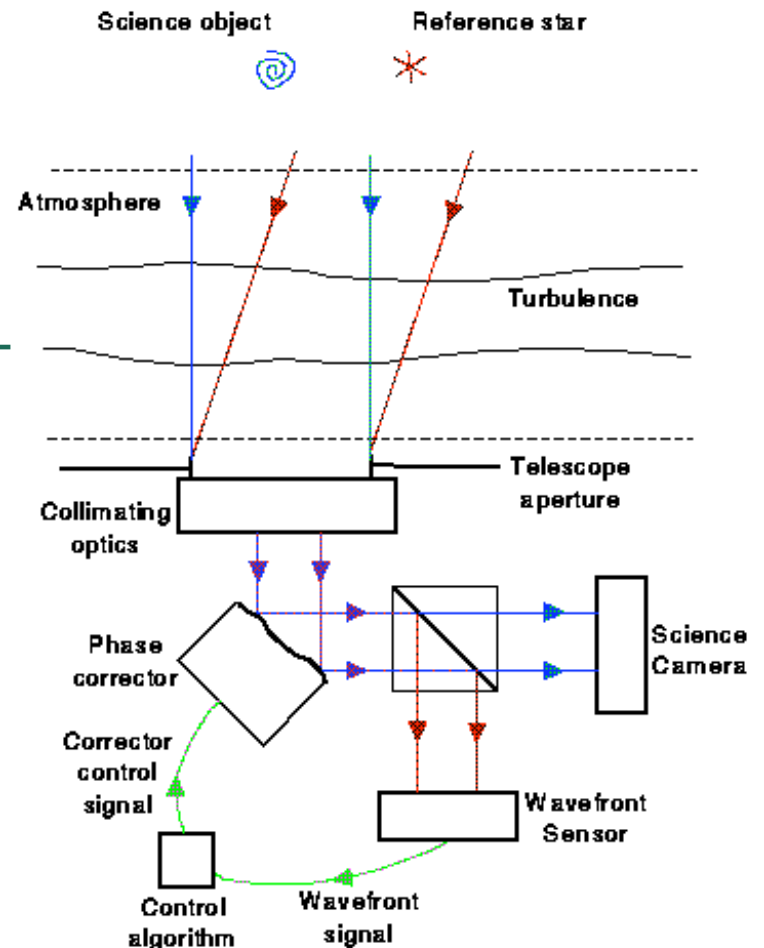 Science object
Reference star
Atmosphere
Turbulence
Telescope
aperture
Collimating
optics
Phase
corrector
Science
Camera
Corrector
control
signal
Wavefront
Sensor
Control
algorithm
Wavefront
signal